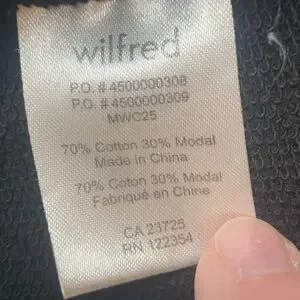 wilfred
P.O. # 4500000308
P.O. # 4500000309
MWC25
70% Cotton 30% Modal
Made in China
70% Coton 30% Modal
Fabriqué en Chine
CA 23725
RN 122354